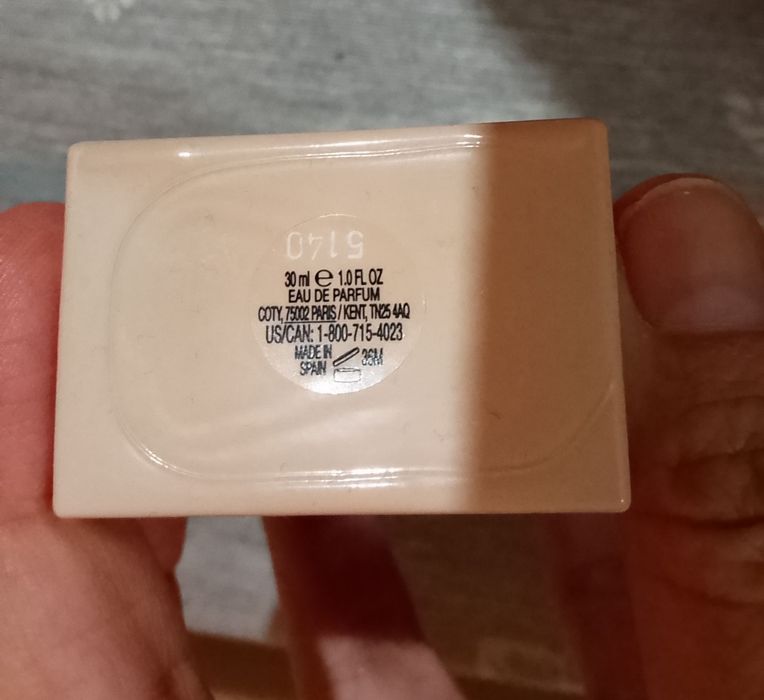 5140
30 ml ℮ 1.0 FL OZ
EAU DE PARFUM
COTY, 75002 PARIS / KENT, TN25 4AQ
US/CAN: 1-800-715-4023
MADE IN
SPAIN
36M